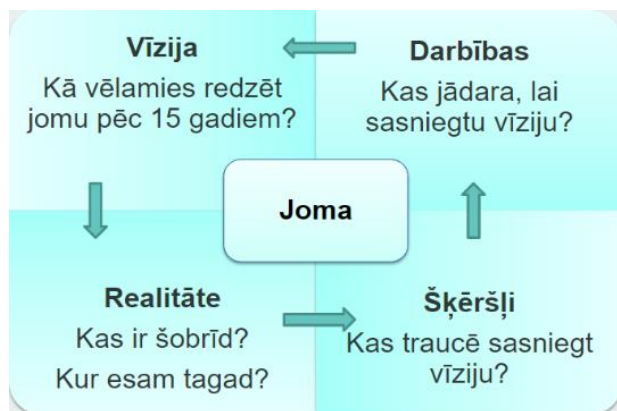 Vīzija
Kā vēlamies redzēt
jomu pēc 15 gadiem?
Darbības
Kas jādara, lai
sasniegtu vīziju?
Joma
Realitāte
Kas ir šobrīd?
Kur esam tagad?
Šķēršļi
Kas traucē sasniegt
vīziju?